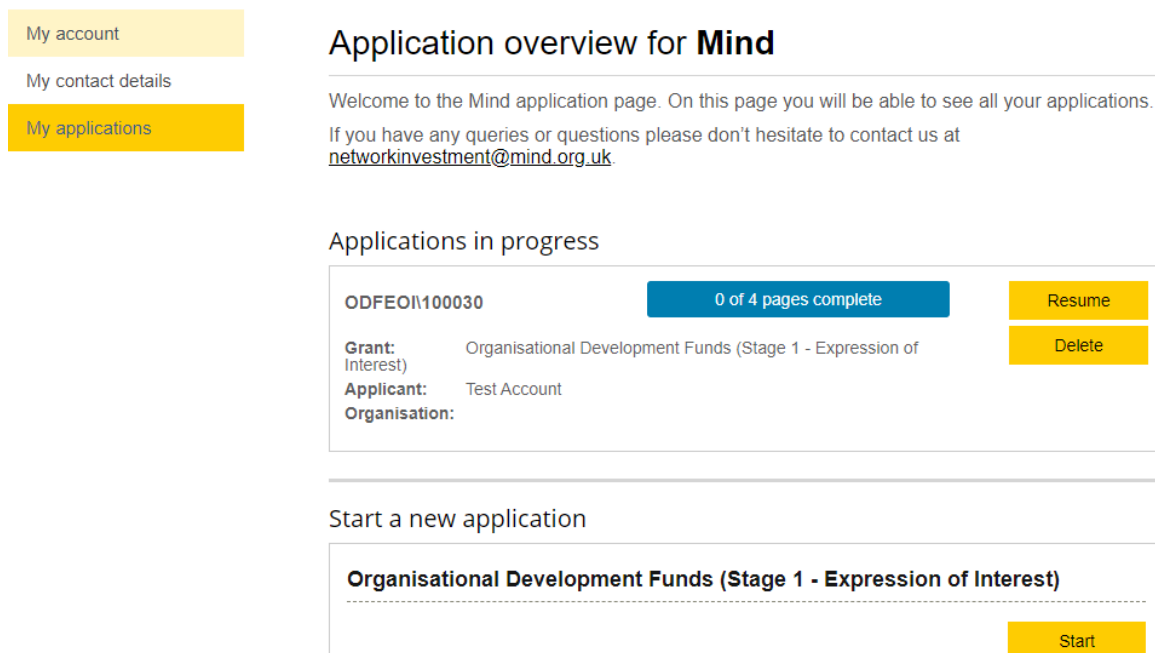 My account
My contact details
My applications
Application overview for Mind
Welcome to the Mind application page. On this page you will be able to see all your applications.
If you have any queries or questions please don’t hesitate to contact us at
networkinvestment@mind.org.uk.
Applications in progress
ODFEOI\100030
0 of 4 pages complete
Resume
Delete
Grant: Organisational Development Funds (Stage 1 - Expression of
Interest)
Applicant: Test Account
Organisation:
Start a new application
Organisational Development Funds (Stage 1 - Expression of Interest)
Start